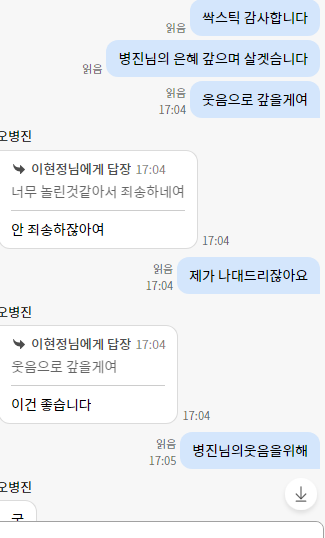 싹스틱 감사합니다
읽음
병진님의 은혜 갚으며 살겟슴니다
읽음
웃음으로 갚을게여
읽음
17:04
오병진
이현정님에게 답장 17:04
너무 놀린것같아서 죄송하네여
안 죄송하잖아여
17:04
제가 나대드리잖아요
읽음
17:04
오병진
이현정님에게 답장 17:04
웃음으로 갚을게여
이건 좋습니다
17:04
병진님의웃음을위해
읽음
17:05
오병진